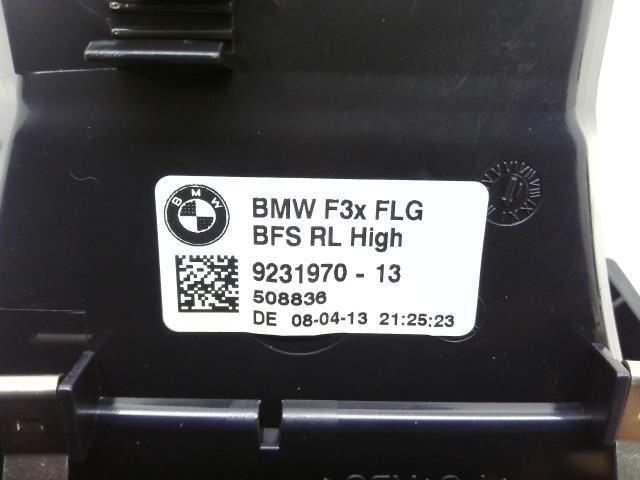 BMW
BMW F3x FLG
BFS RL High
9231970 - 13
508836
DE 08-04-13 21:25:23